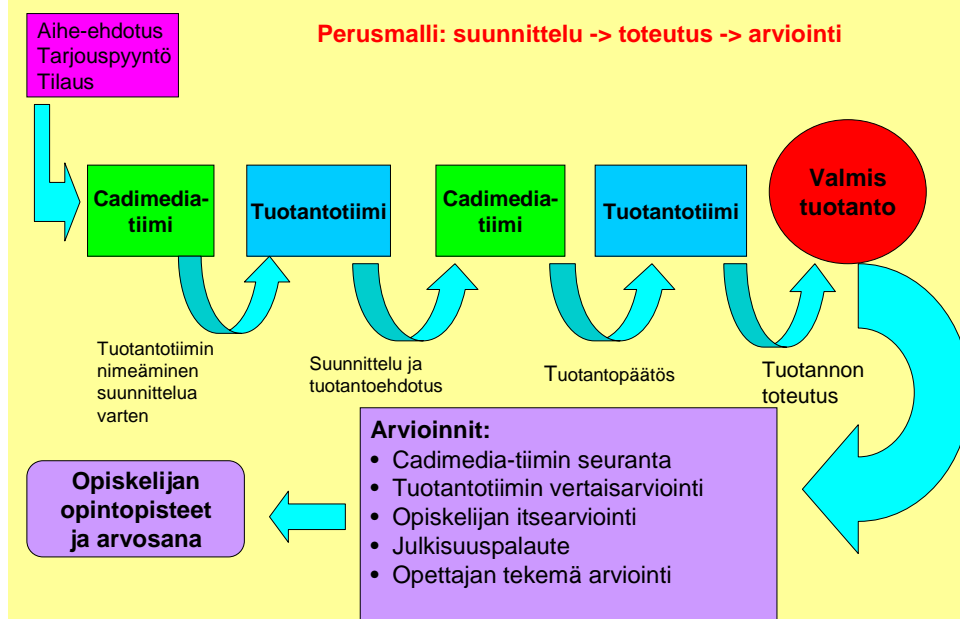 Aihe-ehdotus
Tarjouspyyntö
Tilaus
Perusmalli: suunnittelu -> toteutus -> arviointi
Cadimedia-
tiimi
Tuotantotiimi
Cadimedia-
tiimi
Tuotantotiimi
Valmis
tuotanto
Tuotantotiimin
nimeäminen
suunnittelua
varten
Suunnittelu ja
tuotantoehdotus
Tuotantopäätös
Tuotannon
toteutus
Arvioinnit:
• Cadimedia-tiimin seuranta
• Tuotantotiimin vertaisarviointi
• Opiskelijan itsearviointi
• Julkisuuspalaute
• Opettajan tekemä arviointi
Opiskelijan
opintopisteet
ja arvosana